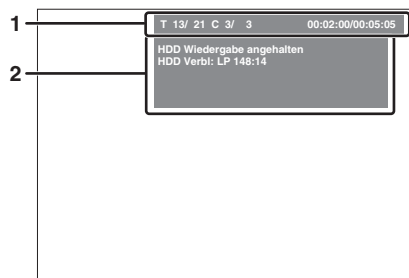 1
T 13/ 21 C 3/ 3 00:02:00/00:05:05
2
HDD Wiedergabe angehalten
HDD Verbl: LP 148:14